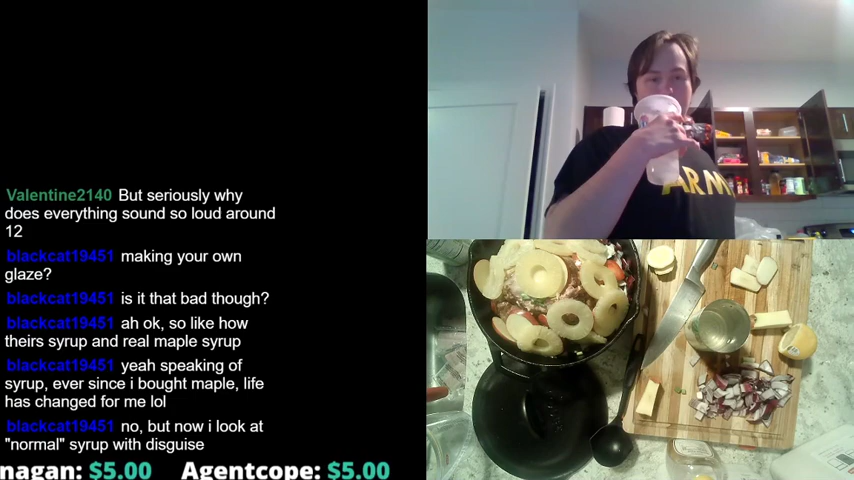 Valentine2140 But seriously why
does everything sound so loud around
12
blackcat19451 making your own
glaze?
blackcat19451 is it that bad though?
blackcat19451 ah ok, so like how
theirs syrup and real maple syrup
blackcat19451 yeah speaking of
syrup, ever since i bought maple, life
has changed for me lol
blackcat19451 no, but now i look at
"normal" syrup with disguise
nagan: $5.00 Agentcope: $5.00
ARM